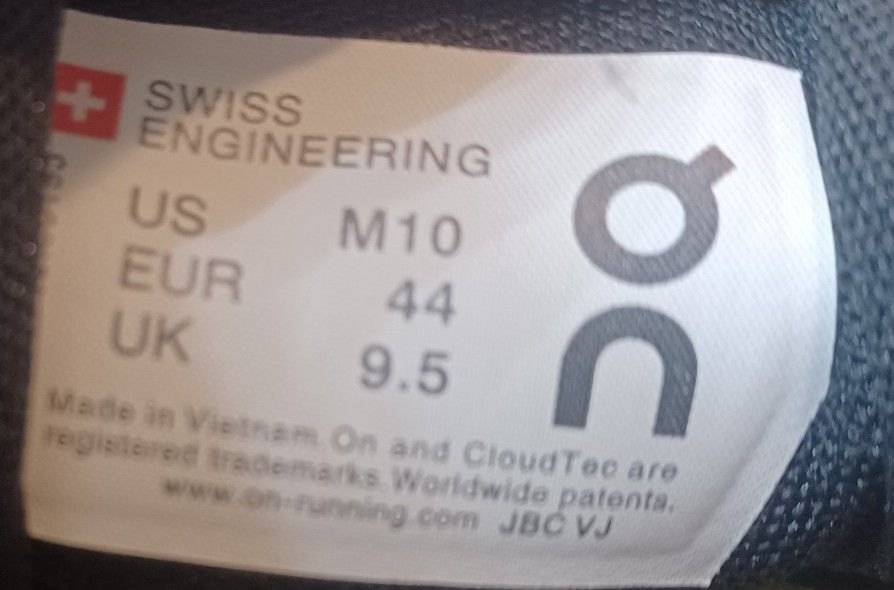 SWISS
ENGINEERING
US M10
EUR 44
UK 9.5
on
Made in Vietnam. On and CloudTec are
registered trademarks. Worldwide patents.
www.on-running.com JBC VJ